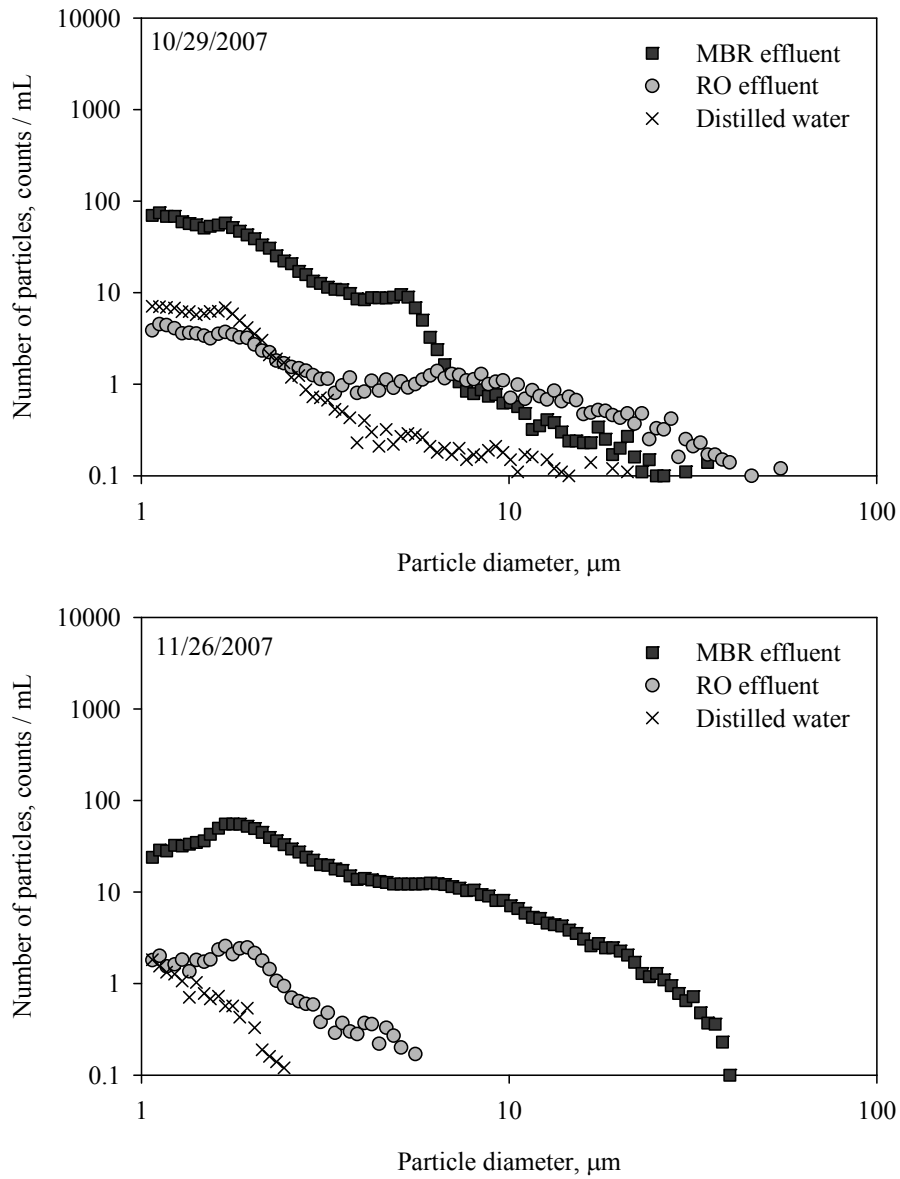 10/29/2007
MBR effluent
RO effluent
Distilled water
10000
1000
100
10
1
0.1
Number of particles, counts / mL
1
10
100
Particle diameter, μm
11/26/2007
MBR effluent
RO effluent
Distilled water
10000
1000
100
10
1
0.1
Number of particles, counts / mL
1
10
100
Particle diameter, μm